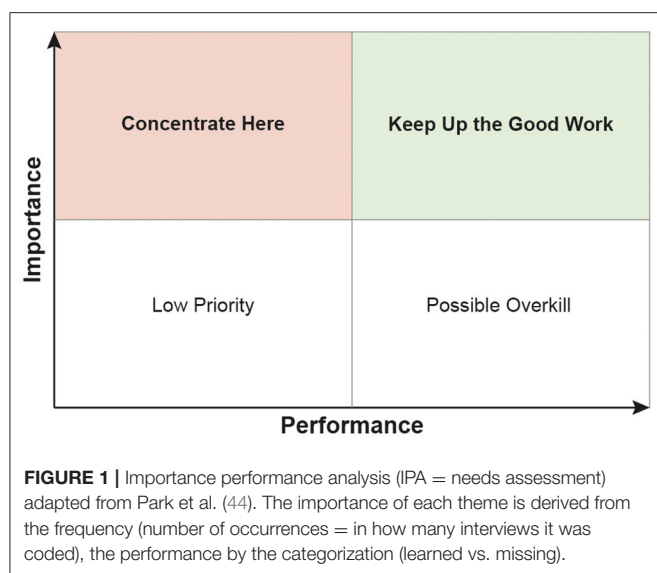 Concentrate Here
Keep Up the Good Work
Importance
Low Priority
Possible Overkill
Performance
FIGURE 1 | Importance performance analysis (IPA = needs assessment)
adapted from Park et al. (44). The importance of each theme is derived from
the frequency (number of occurrences = in how many interviews it was
coded), the performance by the categorization (learned vs. missing).